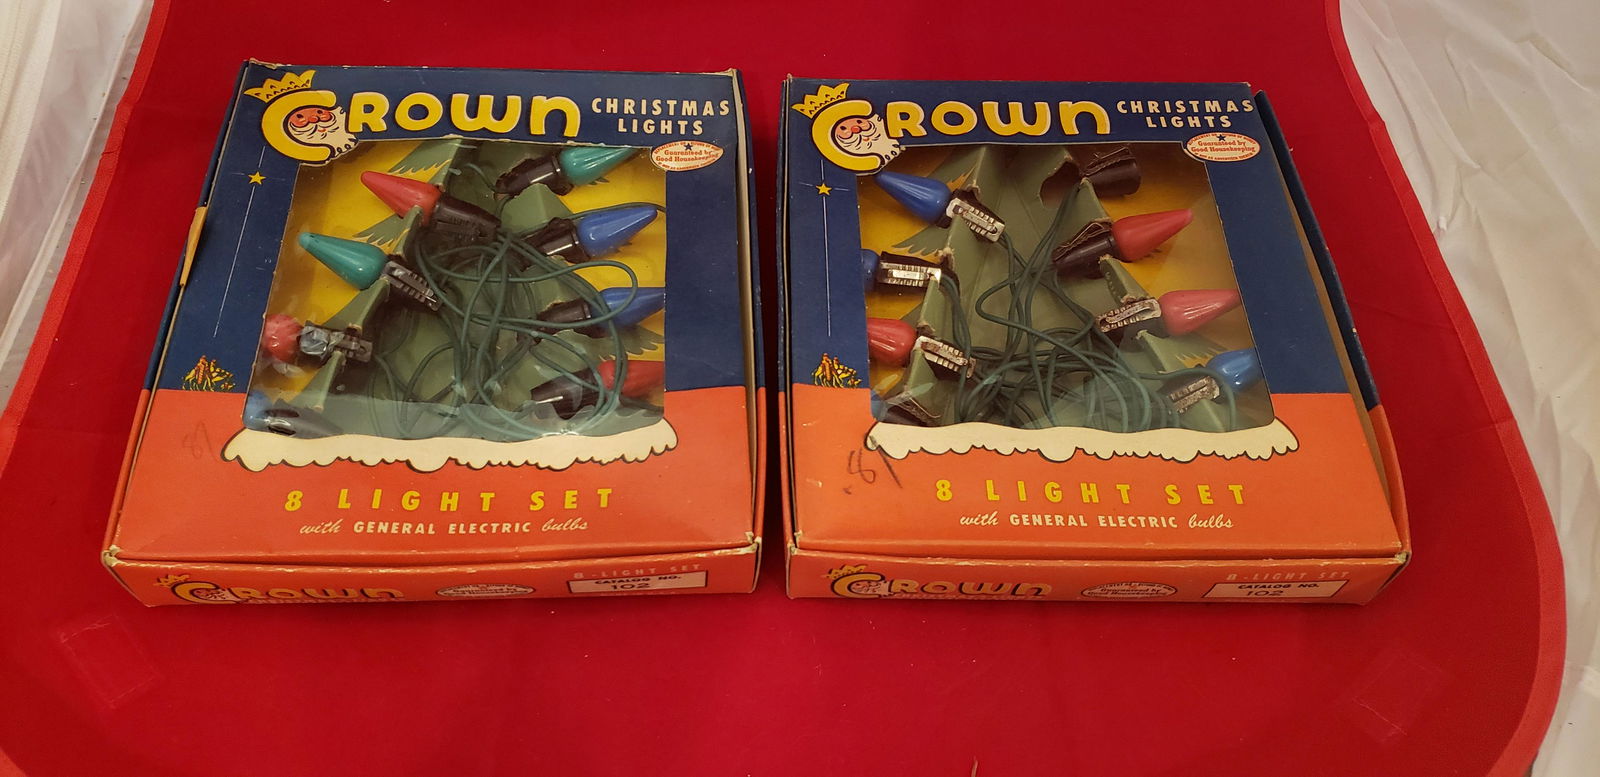 CROWN CHRISTMAS
LIGHTS
Guaranteed by
Good Housekeeping
81
8 LIGHT SET
with GENERAL ELECTRIC bulbs
CROWN
8-LIGHT SET
CATALOG NO.
102
CROWN CHRISTMAS
LIGHTS
Guaranteed by
Good Housekeeping
.81
8 LIGHT SET
with GENERAL ELECTRIC bulbs
CROWN
8-LIGHT SET
CATALOG NO.
102